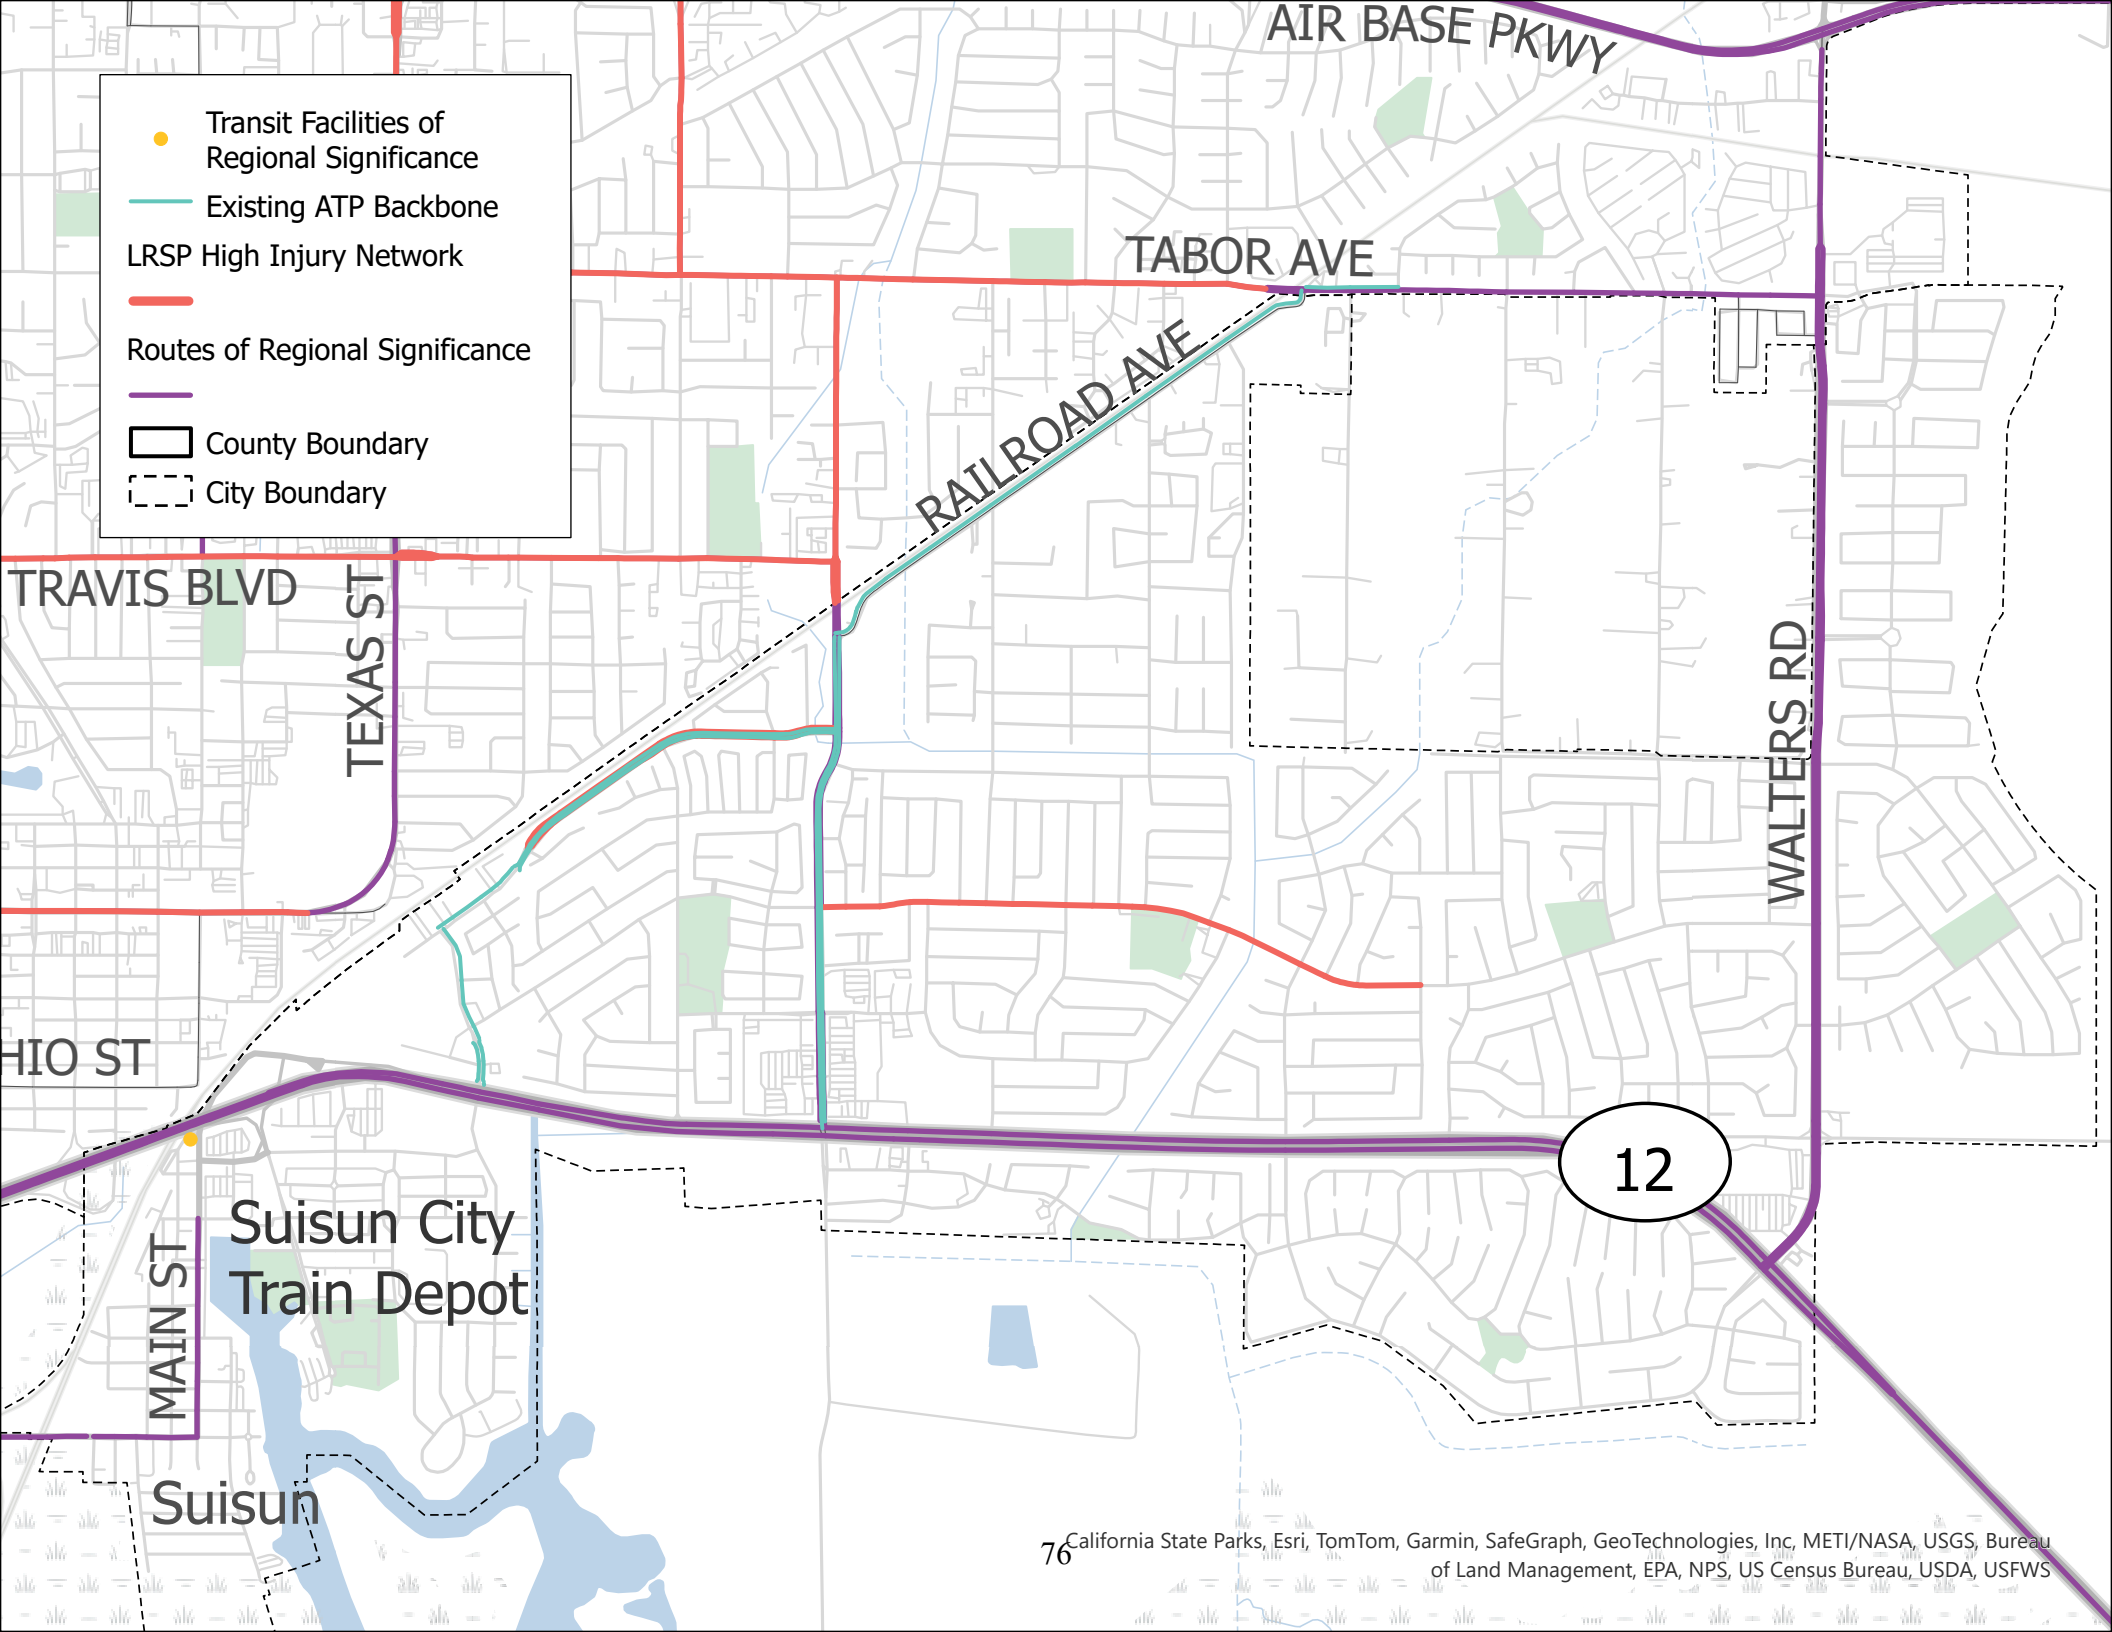 AIR BASE PKWY
Transit Facilities of
Regional Significance
Existing ATP Backbone
LRSP High Injury Network
Routes of Regional Significance
County Boundary
City Boundary
TABOR AVE
RAILROAD AVE
TRAVIS BLVD
TEXAS ST
WALTERS RD
HIO ST
12
Suisun City
Train Depot
MAIN ST
Suisun
76
California State Parks, Esri, TomTom, Garmin, SafeGraph, GeoTechnologies, Inc, METI/NASA, USGS, Bureau
of Land Management, EPA, NPS, US Census Bureau, USDA, USFWS